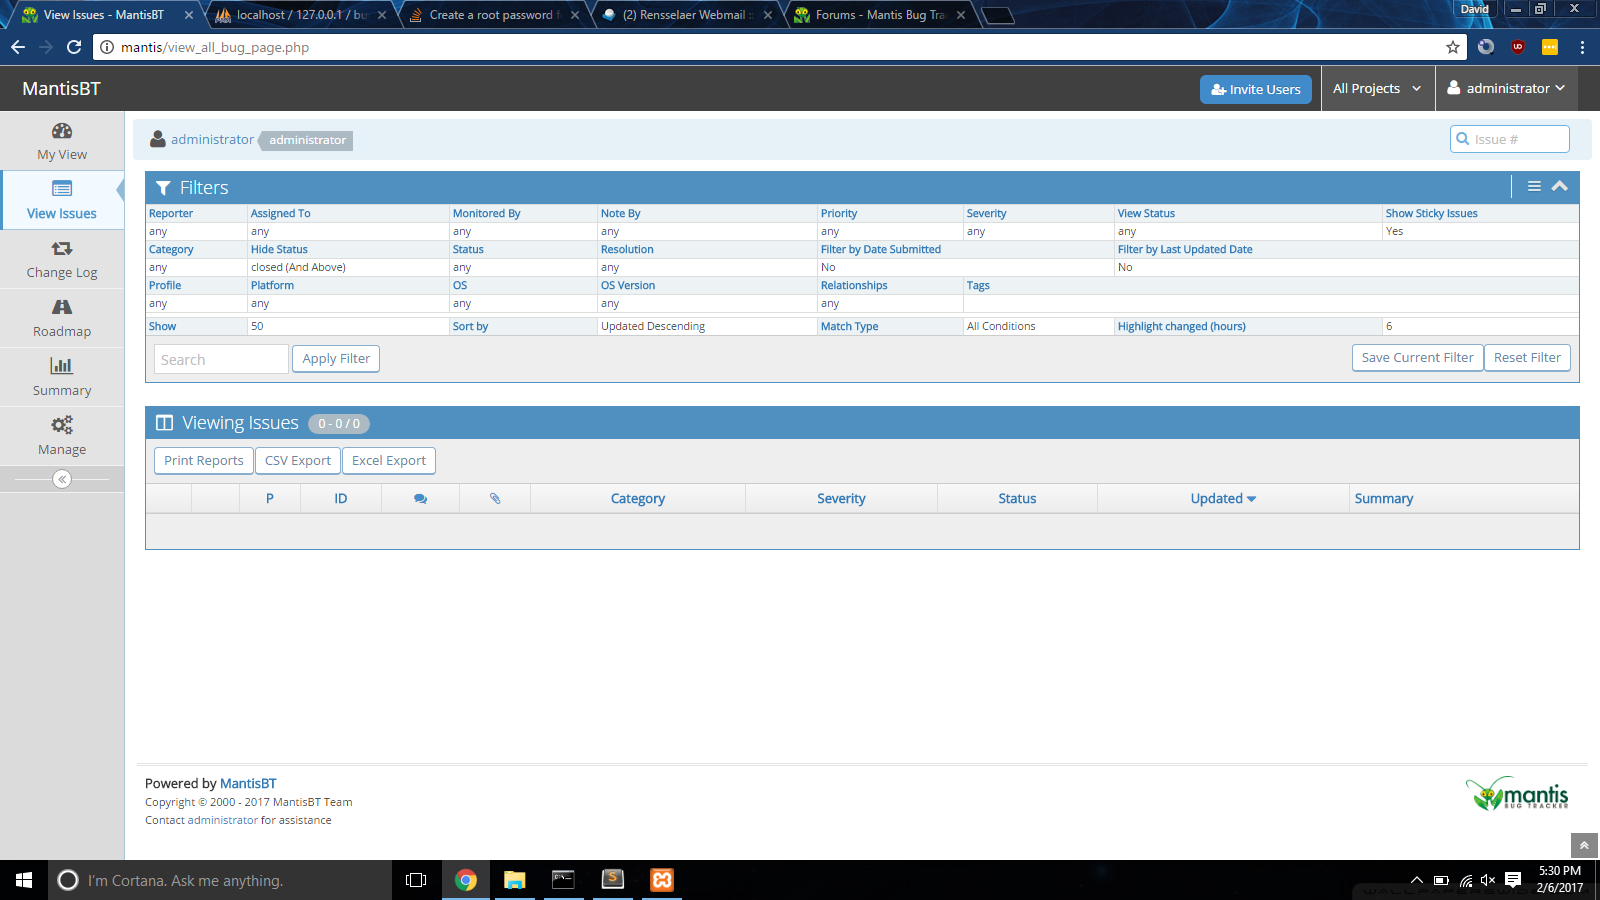 View Issues - MantisBT
localhost / 127.0.0.1 / bu
Create a root password f
(2) Rensselaer Webmail ::
Forums - Mantis Bug Tra
David
mantis/view_all_bug_page.php
MantisBT
Invite Users
All Projects
administrator
My View
View Issues
Change Log
Roadmap
Summary
Manage
administrator administrator
Issue #
Filters
Reporter Assigned To Monitored By Note By Priority Severity View Status Show Sticky Issues
any any any any any any any Yes
Category Hide Status Status Resolution Filter by Date Submitted Filter by Last Updated Date
any closed (And Above) any any No No
Profile Platform OS OS Version Relationships Tags
any any any any any
Show 50 Sort by Updated Descending Match Type All Conditions Highlight changed (hours) 6
Search Apply Filter Save Current Filter Reset Filter
Viewing Issues 0 - 0 / 0
Print Reports CSV Export Excel Export
P ID Category Severity Status Updated Summary
Powered by MantisBT
Copyright © 2000 - 2017 MantisBT Team
Contact administrator for assistance
mantis
BUG TRACKER
I'm Cortana. Ask me anything.
5:30 PM
2/6/2017